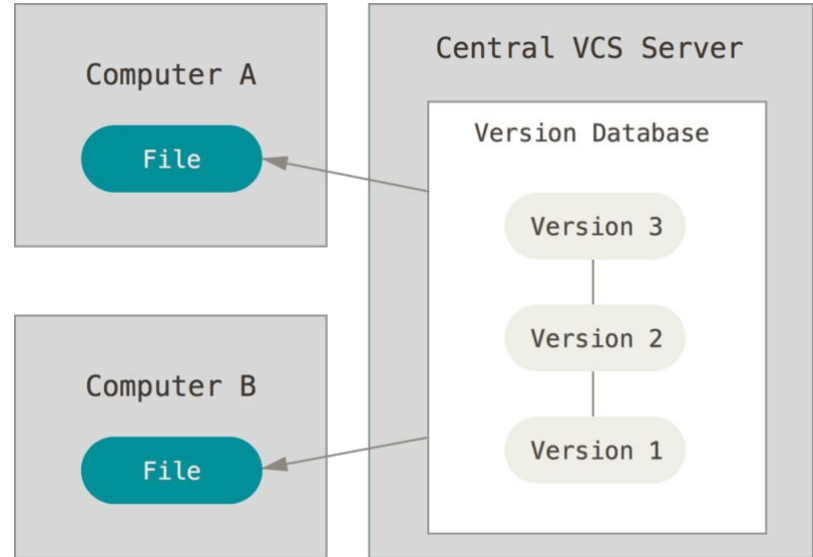 Computer A
File
Computer B
File
Central VCS Server
Version Database
Version 3
Version 2
Version 1